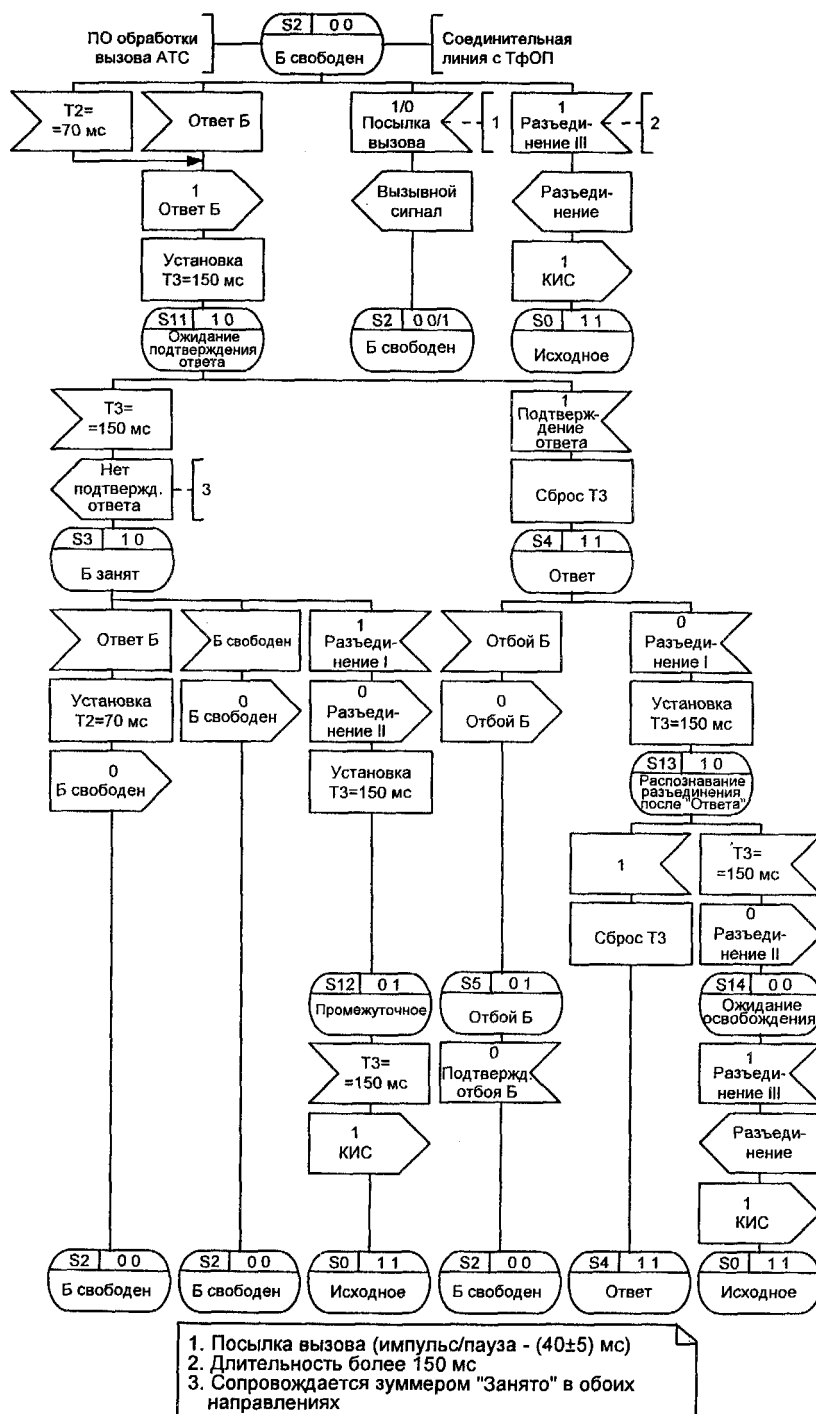 ПО обработки
вызова АТС
S2 0 0
Б свободен
Соединительная
линия с ТфОП
T2=
=70 мс
Ответ Б
1/0
Посылка
вызова
1
1
Разъеди-
нение III
2
1
Ответ Б
Вызывной
сигнал
Разъеди-
нение
Установка
T3=150 мс
1
КИС
S11 1 0
Ожидание
подтверждения
ответа
S2 0 0/1
Б свободен
S0 1 1
Исходное
T3=
=150 мс
1
Подтверж-
дение
ответа
Нет
подтвержд.
ответа
3
Сброс T3
S3 1 0
Б занят
S4 1 1
Ответ
Ответ Б
Б свободен
1
Разъеди-
нение I
Отбой Б
0
Разъеди-
нение I
Установка
T2=70 мс
0
Б свободен
0
Разъеди-
нение II
0
Отбой Б
Установка
T3=150 мс
0
Б свободен
Установка
T3=150 мс
S13 1 0
Распознавание
разъединения
после "Ответа"
1
T3=
=150 мс
Сброс T3
0
Разъеди-
нение II
S12 0 1
Промежуточное
S5 0 1
Отбой Б
S14 0 0
Ожидание
освобождения
T3=
=150 мс
0
Подтвержд.
отбоя Б
1
Разъеди-
нение III
1
КИС
Разъеди-
нение
1
КИС
S2 0 0
Б свободен
S2 0 0
Б свободен
S0 1 1
Исходное
S2 0 0
Б свободен
S4 1 1
Ответ
S0 1 1
Исходное
1. Посылка вызова (импульс/пауза - (40±5) мс)
2. Длительность более 150 мс
3. Сопровождается зуммером "Занято" в обоих
направлениях